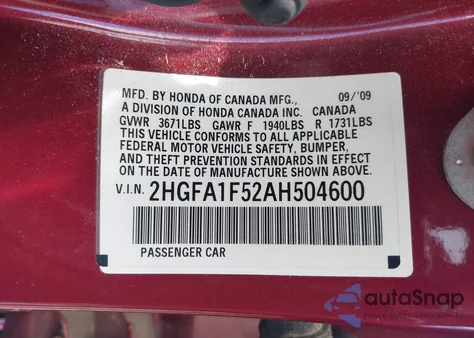 MFD. BY HONDA OF CANADA MFG., 09/'09
A DIVISION OF HONDA CANADA INC. CANADA
GVWR 3671LBS GAWR F 1940LBS R 1731LBS
THIS VEHICLE CONFORMS TO ALL APPLICABLE
FEDERAL MOTOR VEHICLE SAFETY, BUMPER,
AND THEFT PREVENTION STANDARDS IN EFFECT
ON THE DATE OF MANUFACTURE SHOWN ABOVE.
V.I.N. 2HGFA1F52AH504600
PASSENGER CAR
autoSnap